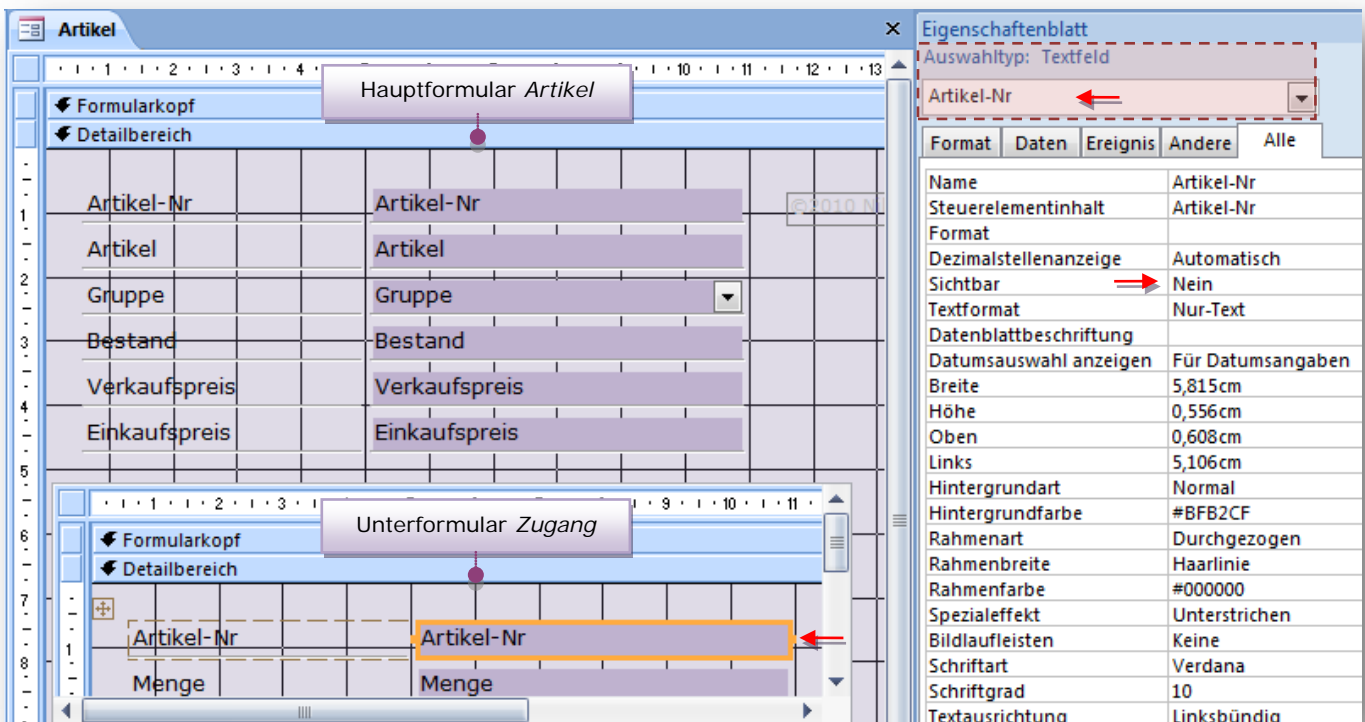 Artikel
Hauptformular Artikel
Formularkopf
Detailbereich
Artikel-Nr Artikel-Nr
©2010
Artikel Artikel
Gruppe Gruppe
Bestand Bestand
Verkaufspreis Verkaufspreis
Einkaufspreis Einkaufspreis
Unterformular Zugang
Formularkopf
Detailbereich
Artikel-Nr Artikel-Nr
Menge Menge
Eigenschaftenblatt
Auswahltyp: Textfeld
Artikel-Nr
Format Daten Ereignis Andere Alle
Name Artikel-Nr
Steuerelementinhalt Artikel-Nr
Format
Dezimalstellenanzeige Automatisch
Sichtbar Nein
Textformat Nur-Text
Datenblattbeschriftung
Datumsauswahl anzeigen Für Datumsangaben
Breite 5,815cm
Höhe 0,556cm
Oben 0,608cm
Links 5,106cm
Hintergrundart Normal
Hintergrundfarbe #BFB2CF
Rahmenart Durchgezogen
Rahmenbreite Haarlinie
Rahmenfarbe #000000
Spezialeffekt Unterstrichen
Bildlaufleisten Keine
Schriftart Verdana
Schriftgrad 10
Textausrichtung Linksbündig